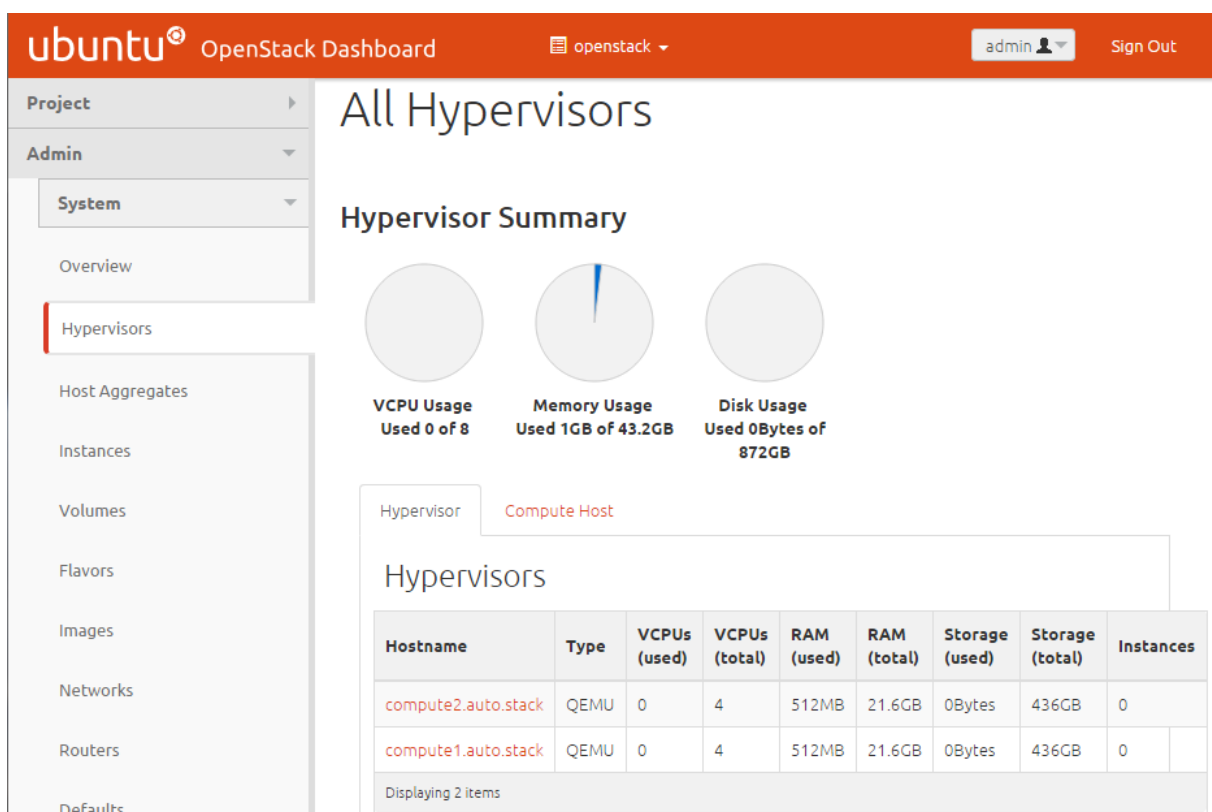 ubuntu® OpenStack Dashboard openstack admin Sign Out
Project
Admin
System
Overview
Hypervisors
Host Aggregates
Instances
Volumes
Flavors
Images
Networks
Routers
Defaults
All Hypervisors
Hypervisor Summary
VCPU Usage
Used 0 of 8
Memory Usage
Used 1GB of 43.2GB
Disk Usage
Used 0Bytes of
872GB
Hypervisor Compute Host
Hypervisors
Hostname Type VCPUs (used) VCPUs (total) RAM (used) RAM (total) Storage (used) Storage (total) Instances
compute2.auto.stack QEMU 0 4 512MB 21.6GB 0Bytes 436GB 0
compute1.auto.stack QEMU 0 4 512MB 21.6GB 0Bytes 436GB 0
Displaying 2 items